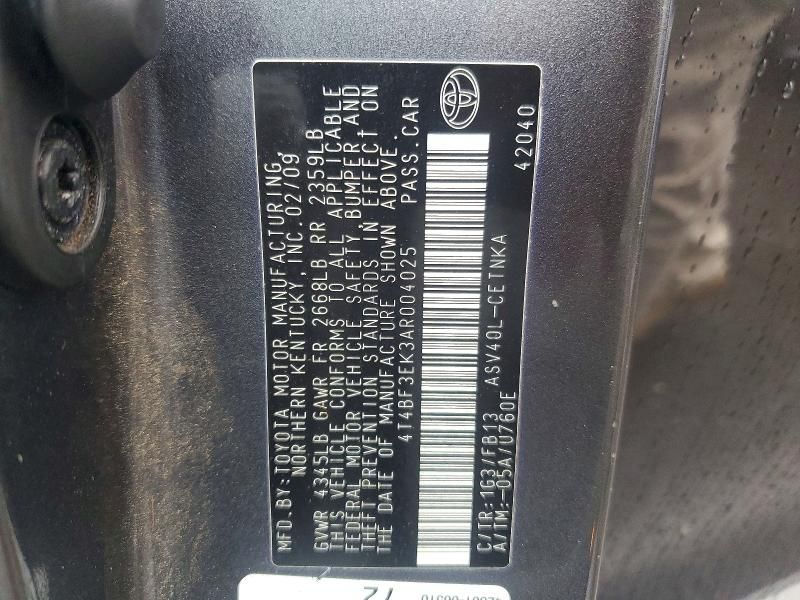 MFD. BY: TOYOTA MOTOR MANUFACTURING,
NORTHERN KENTUCKY, INC. 02/09
GVWR 4345LB GAWR FR 2668LB RR 2359LB
THIS VEHICLE CONFORMS TO ALL APPLICABLE
FEDERAL MOTOR VEHICLE SAFETY, BUMPER AND
THEFT PREVENTION STANDARDS IN EFFECT ON
THE DATE OF MANUFACTURE SHOWN ABOVE.
4T4BF3EK3AR004025 PASS. CAR
C/TR: 1G3/FB13 ASV40L-CETNKA
A/TM: -05A/U760E 42040
72